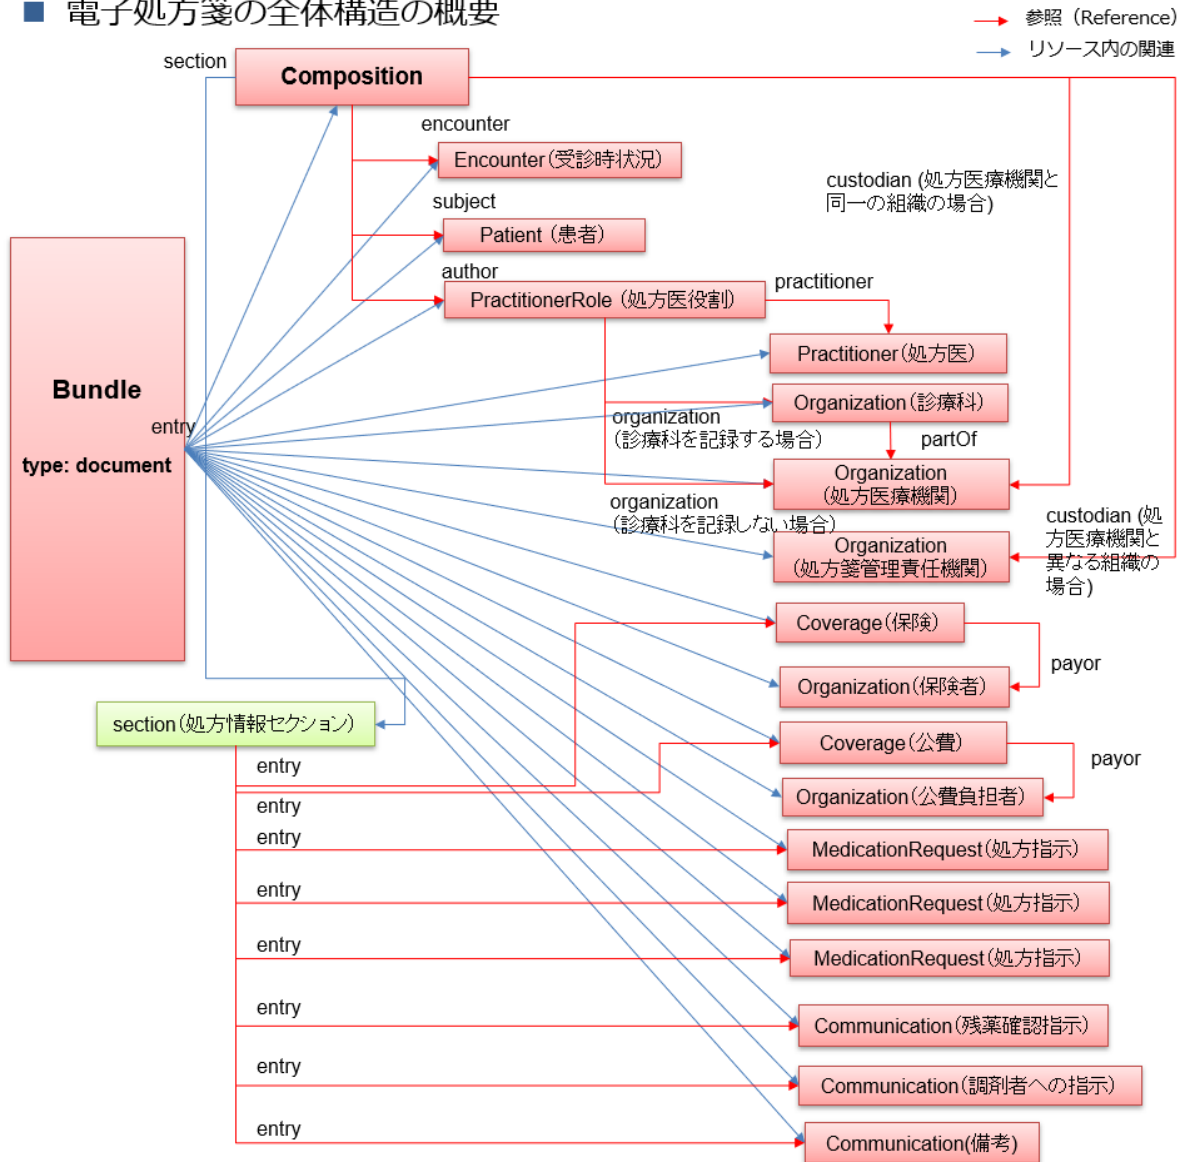 ■ 電子処方箋の全体構造の概要
参照（Reference）
リソース内の関連
section
Composition
encounter
Encounter（受診時状況）
custodian (処方医療機関と
同一の組織の場合)
subject
Patient（患者）
author
PractitionerRole（処方医役割）
practitioner
Practitioner（処方医）
Bundle
type: document
entry
Organization（診療科）
organization
（診療科を記録する場合）
partOf
Organization
（処方医療機関）
organization
（診療科を記録しない場合）
custodian (処
方医療機関と
異なる組織の
場合)
Organization
（処方箋管理責任機関）
Coverage（保険）
payor
Organization（保険者）
section（処方情報セクション）
Coverage（公費）
payor
entry
Organization（公費負担者）
entry
entry
MedicationRequest（処方指示）
entry
MedicationRequest（処方指示）
entry
MedicationRequest（処方指示）
entry
Communication（残薬確認指示）
entry
Communication（調剤者への指示）
entry
Communication(備考)